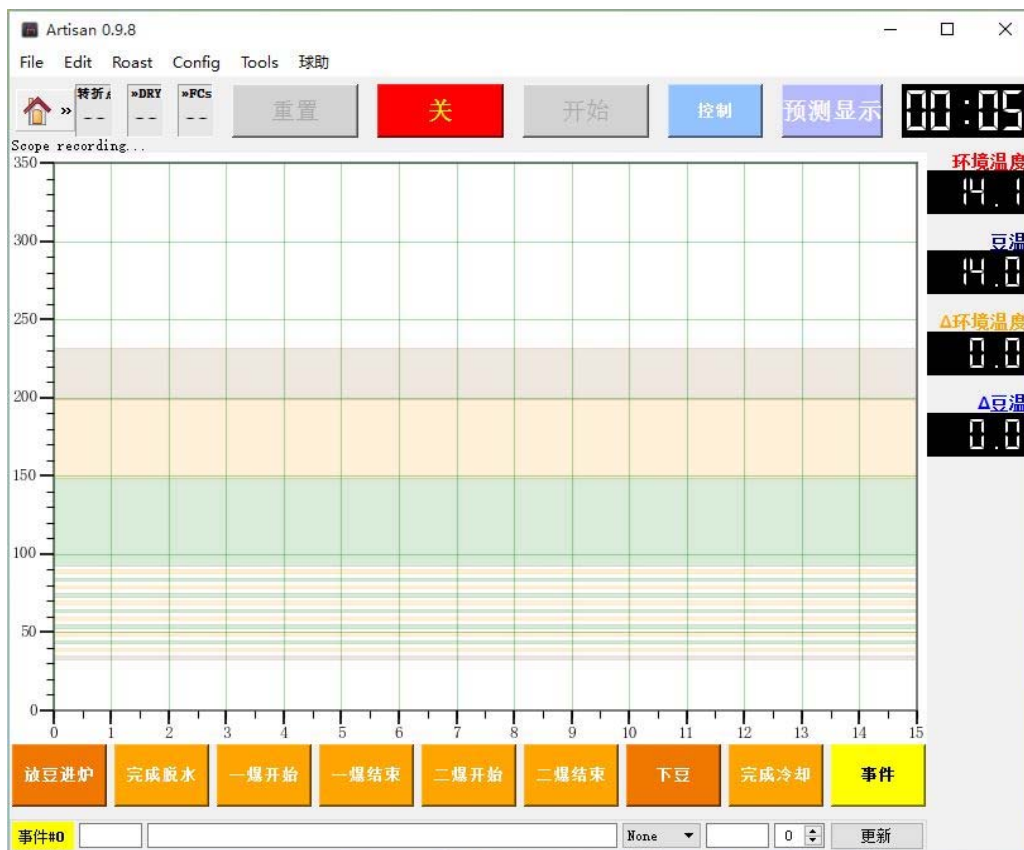 Artisan 0.9.8
File Edit Roast Config Tools 球助
» 转折 »DRY »FCs 重置 关 开始 控制 预测显示 00:05
-- -- --
Scope recording...
环境温度
14.1
豆温
14.0
Δ环境温度
0.0
Δ豆温
0.0
350
300
250
200
150
100
50
0
0 1 2 3 4 5 6 7 8 9 10 11 12 13 14 15
放豆进炉 完成脱水 一爆开始 一爆结束 二爆开始 二爆结束 下豆 完成冷却 事件
事件#0 None 0 更新